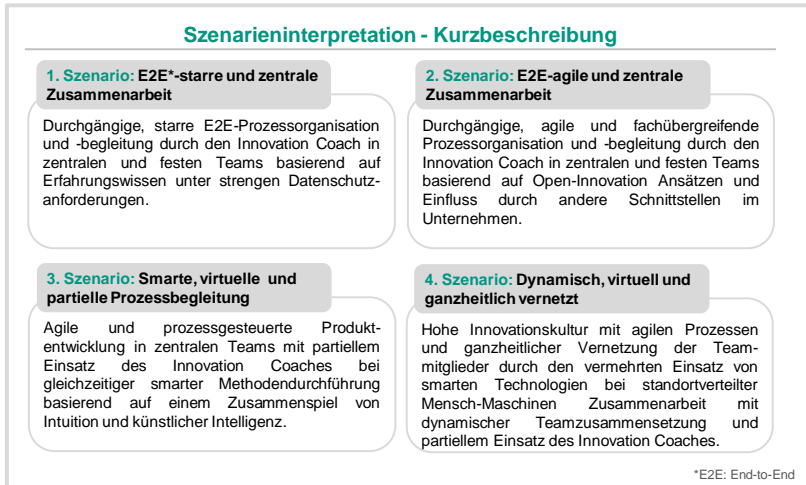 Szenarieninterpretation - Kurzbeschreibung
1. Szenario: E2E*-starre und zentrale
Zusammenarbeit
Durchgängige, starre E2E-Prozessorganisation
und -begleitung durch den Innovation Coach in
zentralen und festen Teams basierend auf
Erfahrungswissen unter strengen Datenschutz-
anforderungen.
2. Szenario: E2E-agile und zentrale
Zusammenarbeit
Durchgängige, agile und fachübergreifende
Prozessorganisation und -begleitung durch den
Innovation Coach in zentralen und festen Teams
basierend auf Open-Innovation Ansätzen und
Einfluss durch andere Schnittstellen im
Unternehmen.
3. Szenario: Smarte, virtuelle und
partielle Prozessbegleitung
Agile und prozessgesteuerte Produkt-
entwicklung in zentralen Teams mit partiellem
Einsatz des Innovation Coaches bei
gleichzeitiger smarter Methodendurchführung
basierend auf einem Zusammenspiel von
Intuition und künstlicher Intelligenz.
4. Szenario: Dynamisch, virtuell und
ganzheitlich vernetzt
Hohe Innovationskultur mit agilen Prozessen
und ganzheitlicher Vernetzung der Team-
mitglieder durch den vermehrten Einsatz von
smarten Technologien bei standortverteilter
Mensch-Maschinen Zusammenarbeit mit
dynamischer Teamzusammensetzung und
partiellem Einsatz des Innovation Coaches.
*E2E: End-to-End